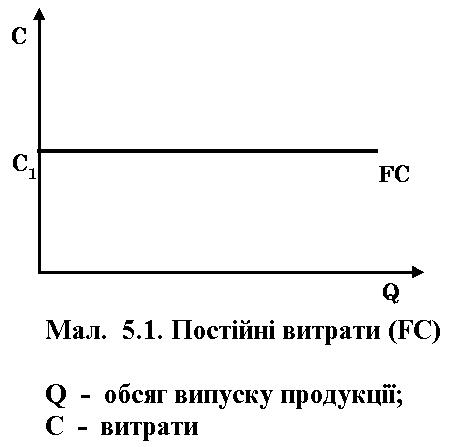 C
C1
FC
Q
Мал. 5.1. Постійні витрати (FC)
Q - обсяг випуску продукції;
C - витрати